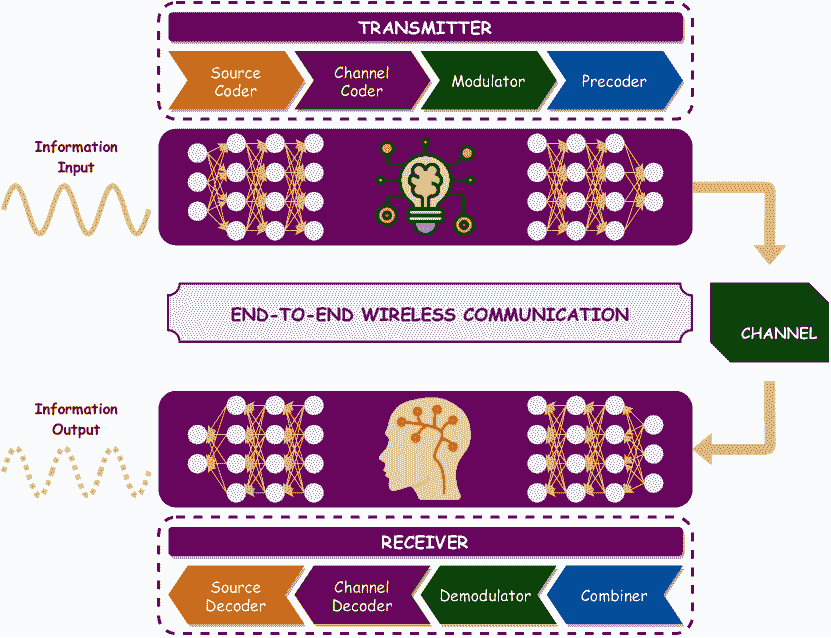 TRANSMITTER
Source
Coder
Channel
Coder
Modulator
Precoder
Information
Input
END-TO-END WIRELESS COMMUNICATION
CHANNEL
Information
Output
RECEIVER
Source
Decoder
Channel
Decoder
Demodulator
Combiner